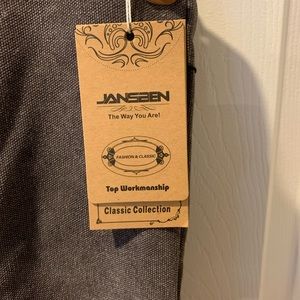 JANSBEN
The Way You Are!
FASHION & CLASSIC
Top Workmanship
Classic Collection